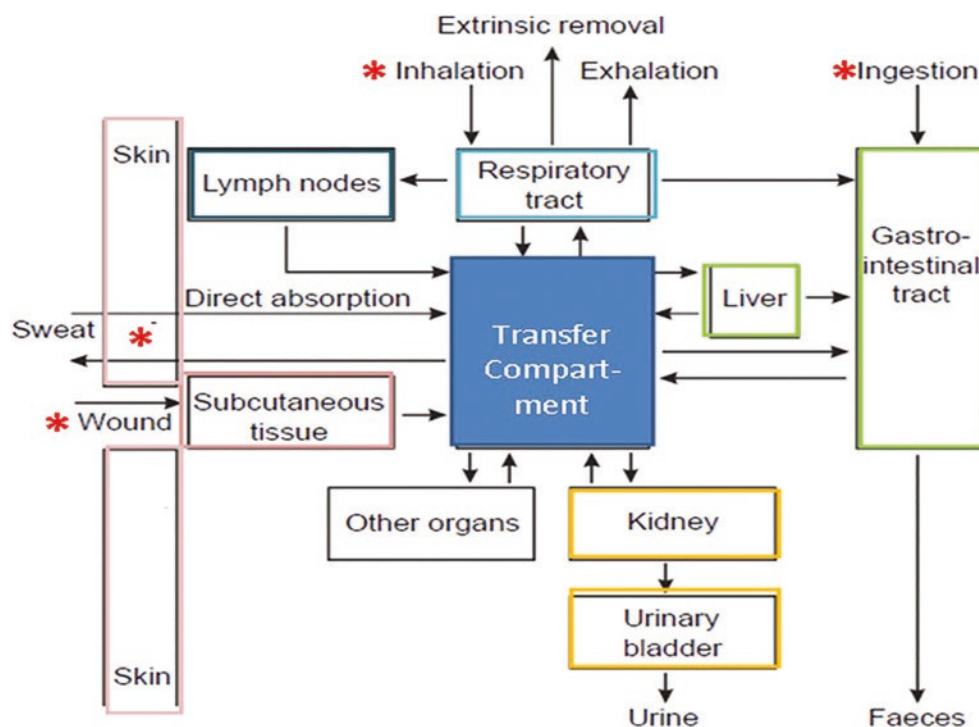 Extrinsic removal
* Inhalation
Exhalation
*Ingestion
Skin
Lymph nodes
Respiratory
tract
Gastro-
intestinal
tract
Direct absorption
Liver
Sweat
*
Transfer
Compart-
ment
* Wound
Subcutaneous
tissue
Other organs
Kidney
Urinary
bladder
Skin
Urine
Faeces